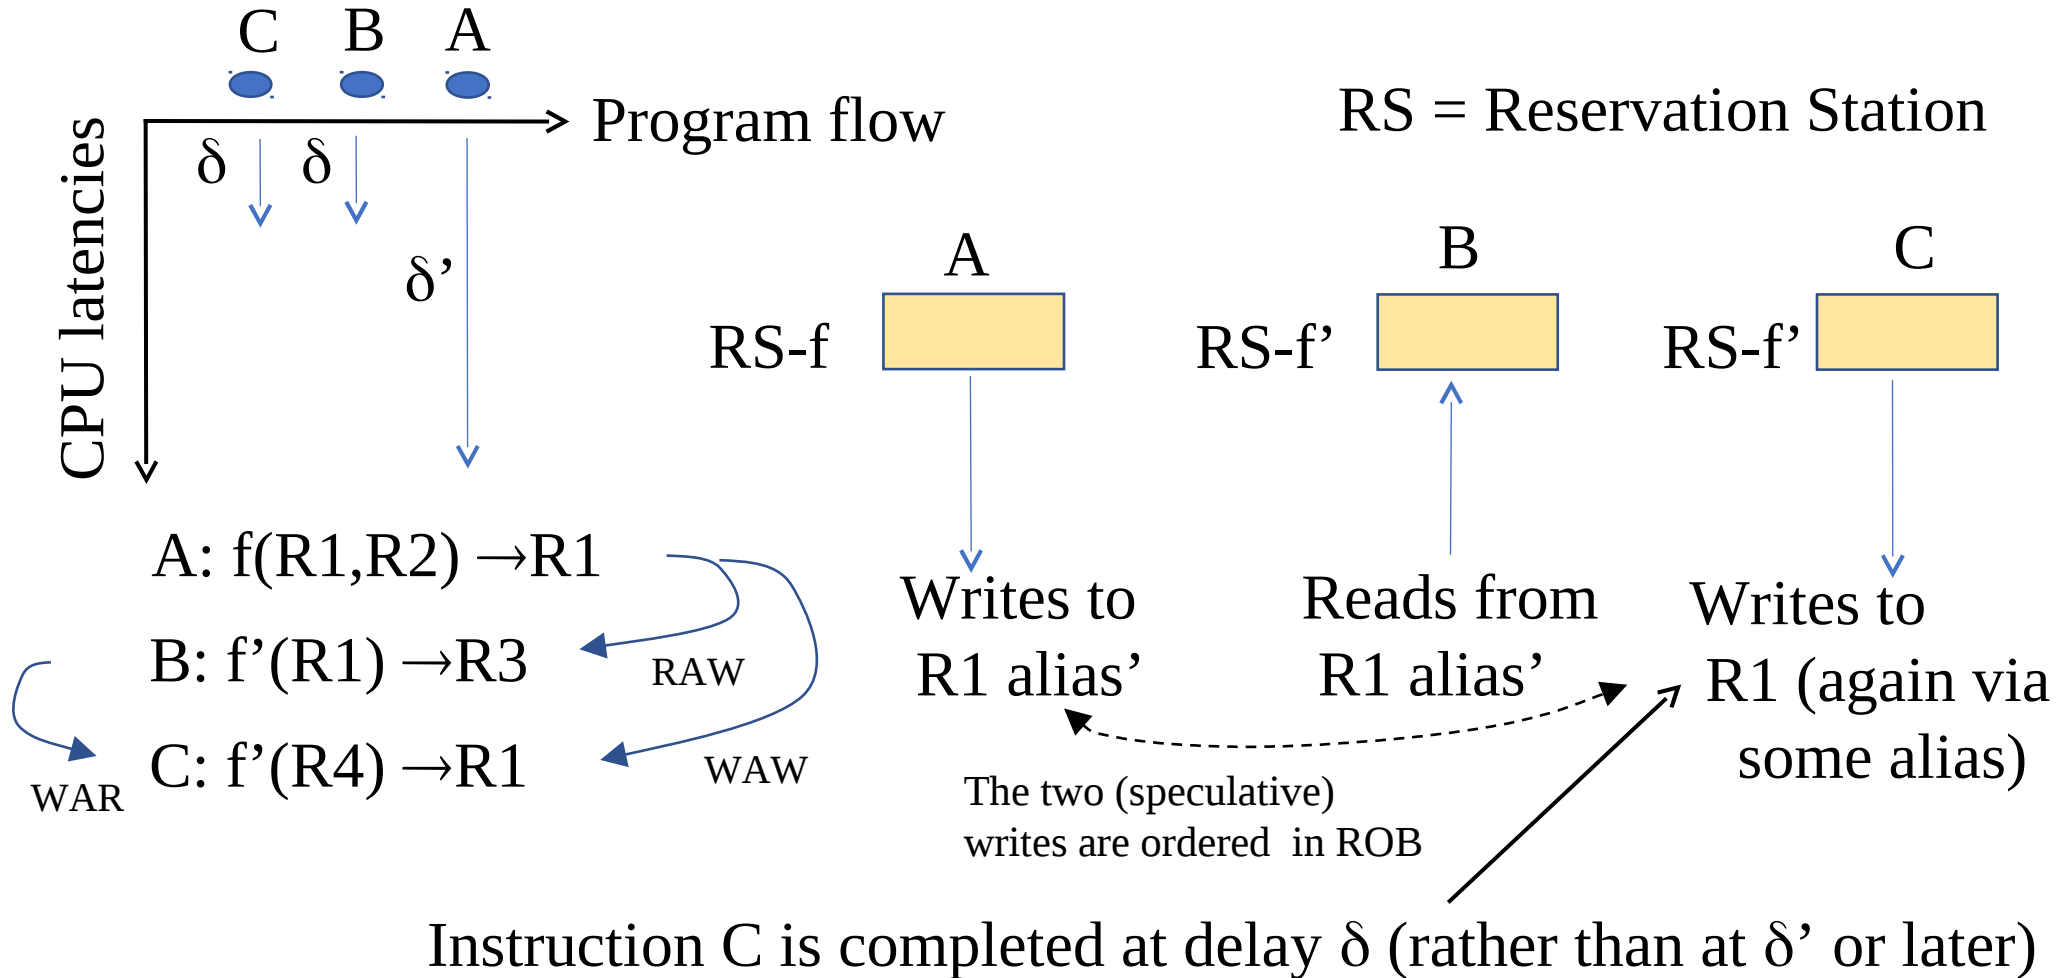 C B A
Program flow
RS = Reservation Station
CPU latencies
δ δ
δ’
A B C
RS-f RS-f’ RS-f’
A: f(R1,R2) →R1
B: f’(R1) →R3
C: f’(R4) →R1
RAW
WAW
WAR
Writes to
R1 alias’
Reads from
R1 alias’
Writes to
R1 (again via
some alias)
The two (speculative)
writes are ordered in ROB
Instruction C is completed at delay δ (rather than at δ’ or later)